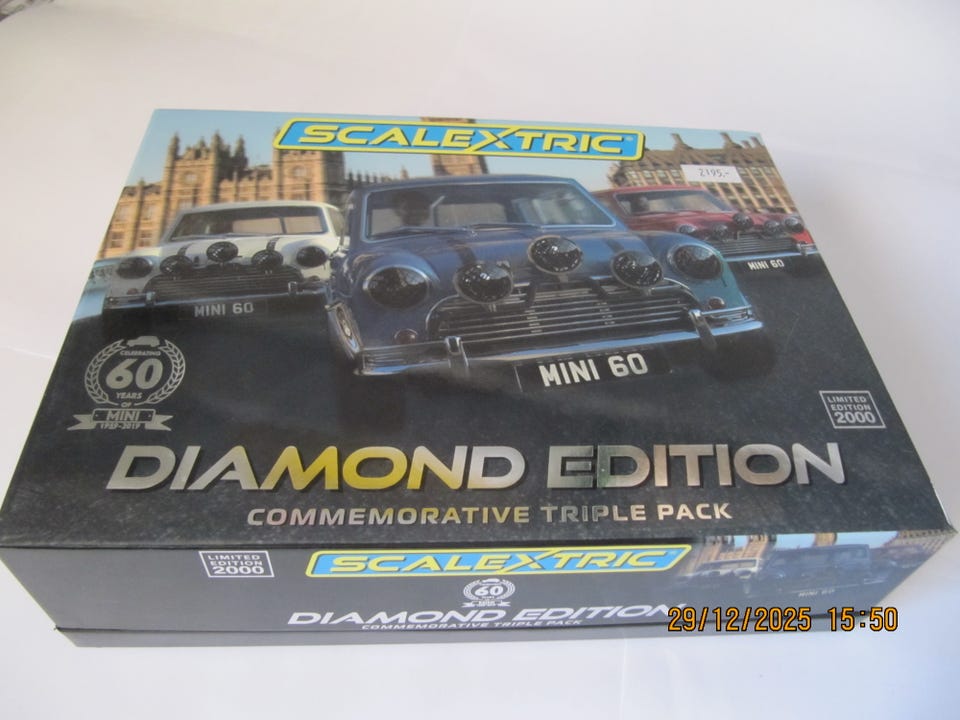 SCALEXTRIC
2195.-
MINI 60
MINI 60
MINI 60
CELEBRATING
60
YEARS
OF
MINI
1959-2019
LIMITED
EDITION
2000
DIAMOND EDITION
COMMEMORATIVE TRIPLE PACK
LIMITED
EDITION
2000
SCALEXTRIC
60
DIAMOND EDITION
COMMEMORATIVE TRIPLE PACK
MINI 60
29/12/2025 15:50